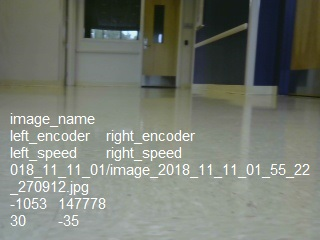 image_name
left_encoder right_encoder
left_speed right_speed
018_11_11_01/image_2018_11_11_01_55_22
_270912.jpg
-1053 147778
30 -35